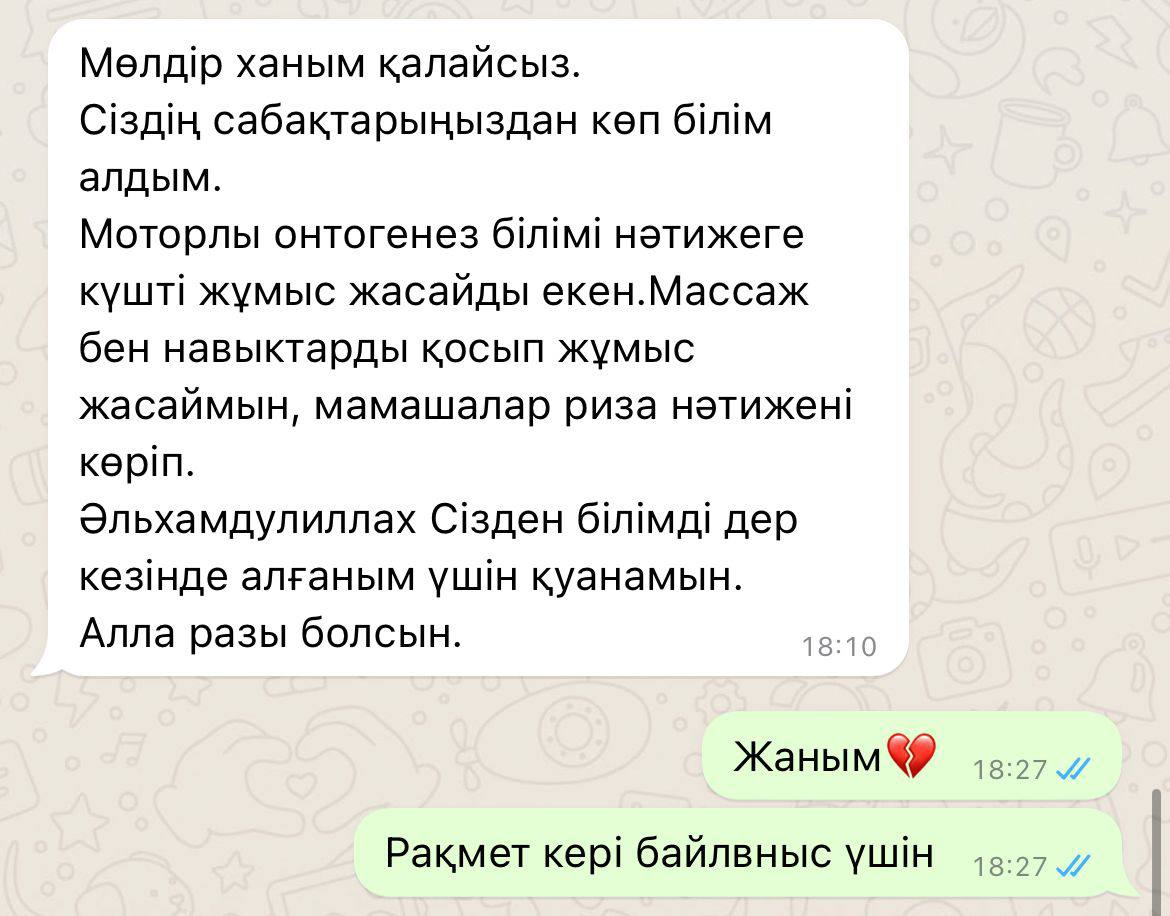 Мөлдір ханым қалайсыз.
Сіздің сабақтарыңыздан көп білім
алдым.
Моторлы онтогенез білімі нәтижеге
күшті жұмыс жасайды екен.Массаж
бен навыктарды қосып жұмыс
жасаймын, мамашалар риза нәтижені
көріп.
Әльхамдулиллах Сізден білімді дер
кезінде алғаным үшін қуанамын.
Алла разы болсын.
18:10
Жаным💔 18:27
Рақмет кері байлвныс үшін 18:27